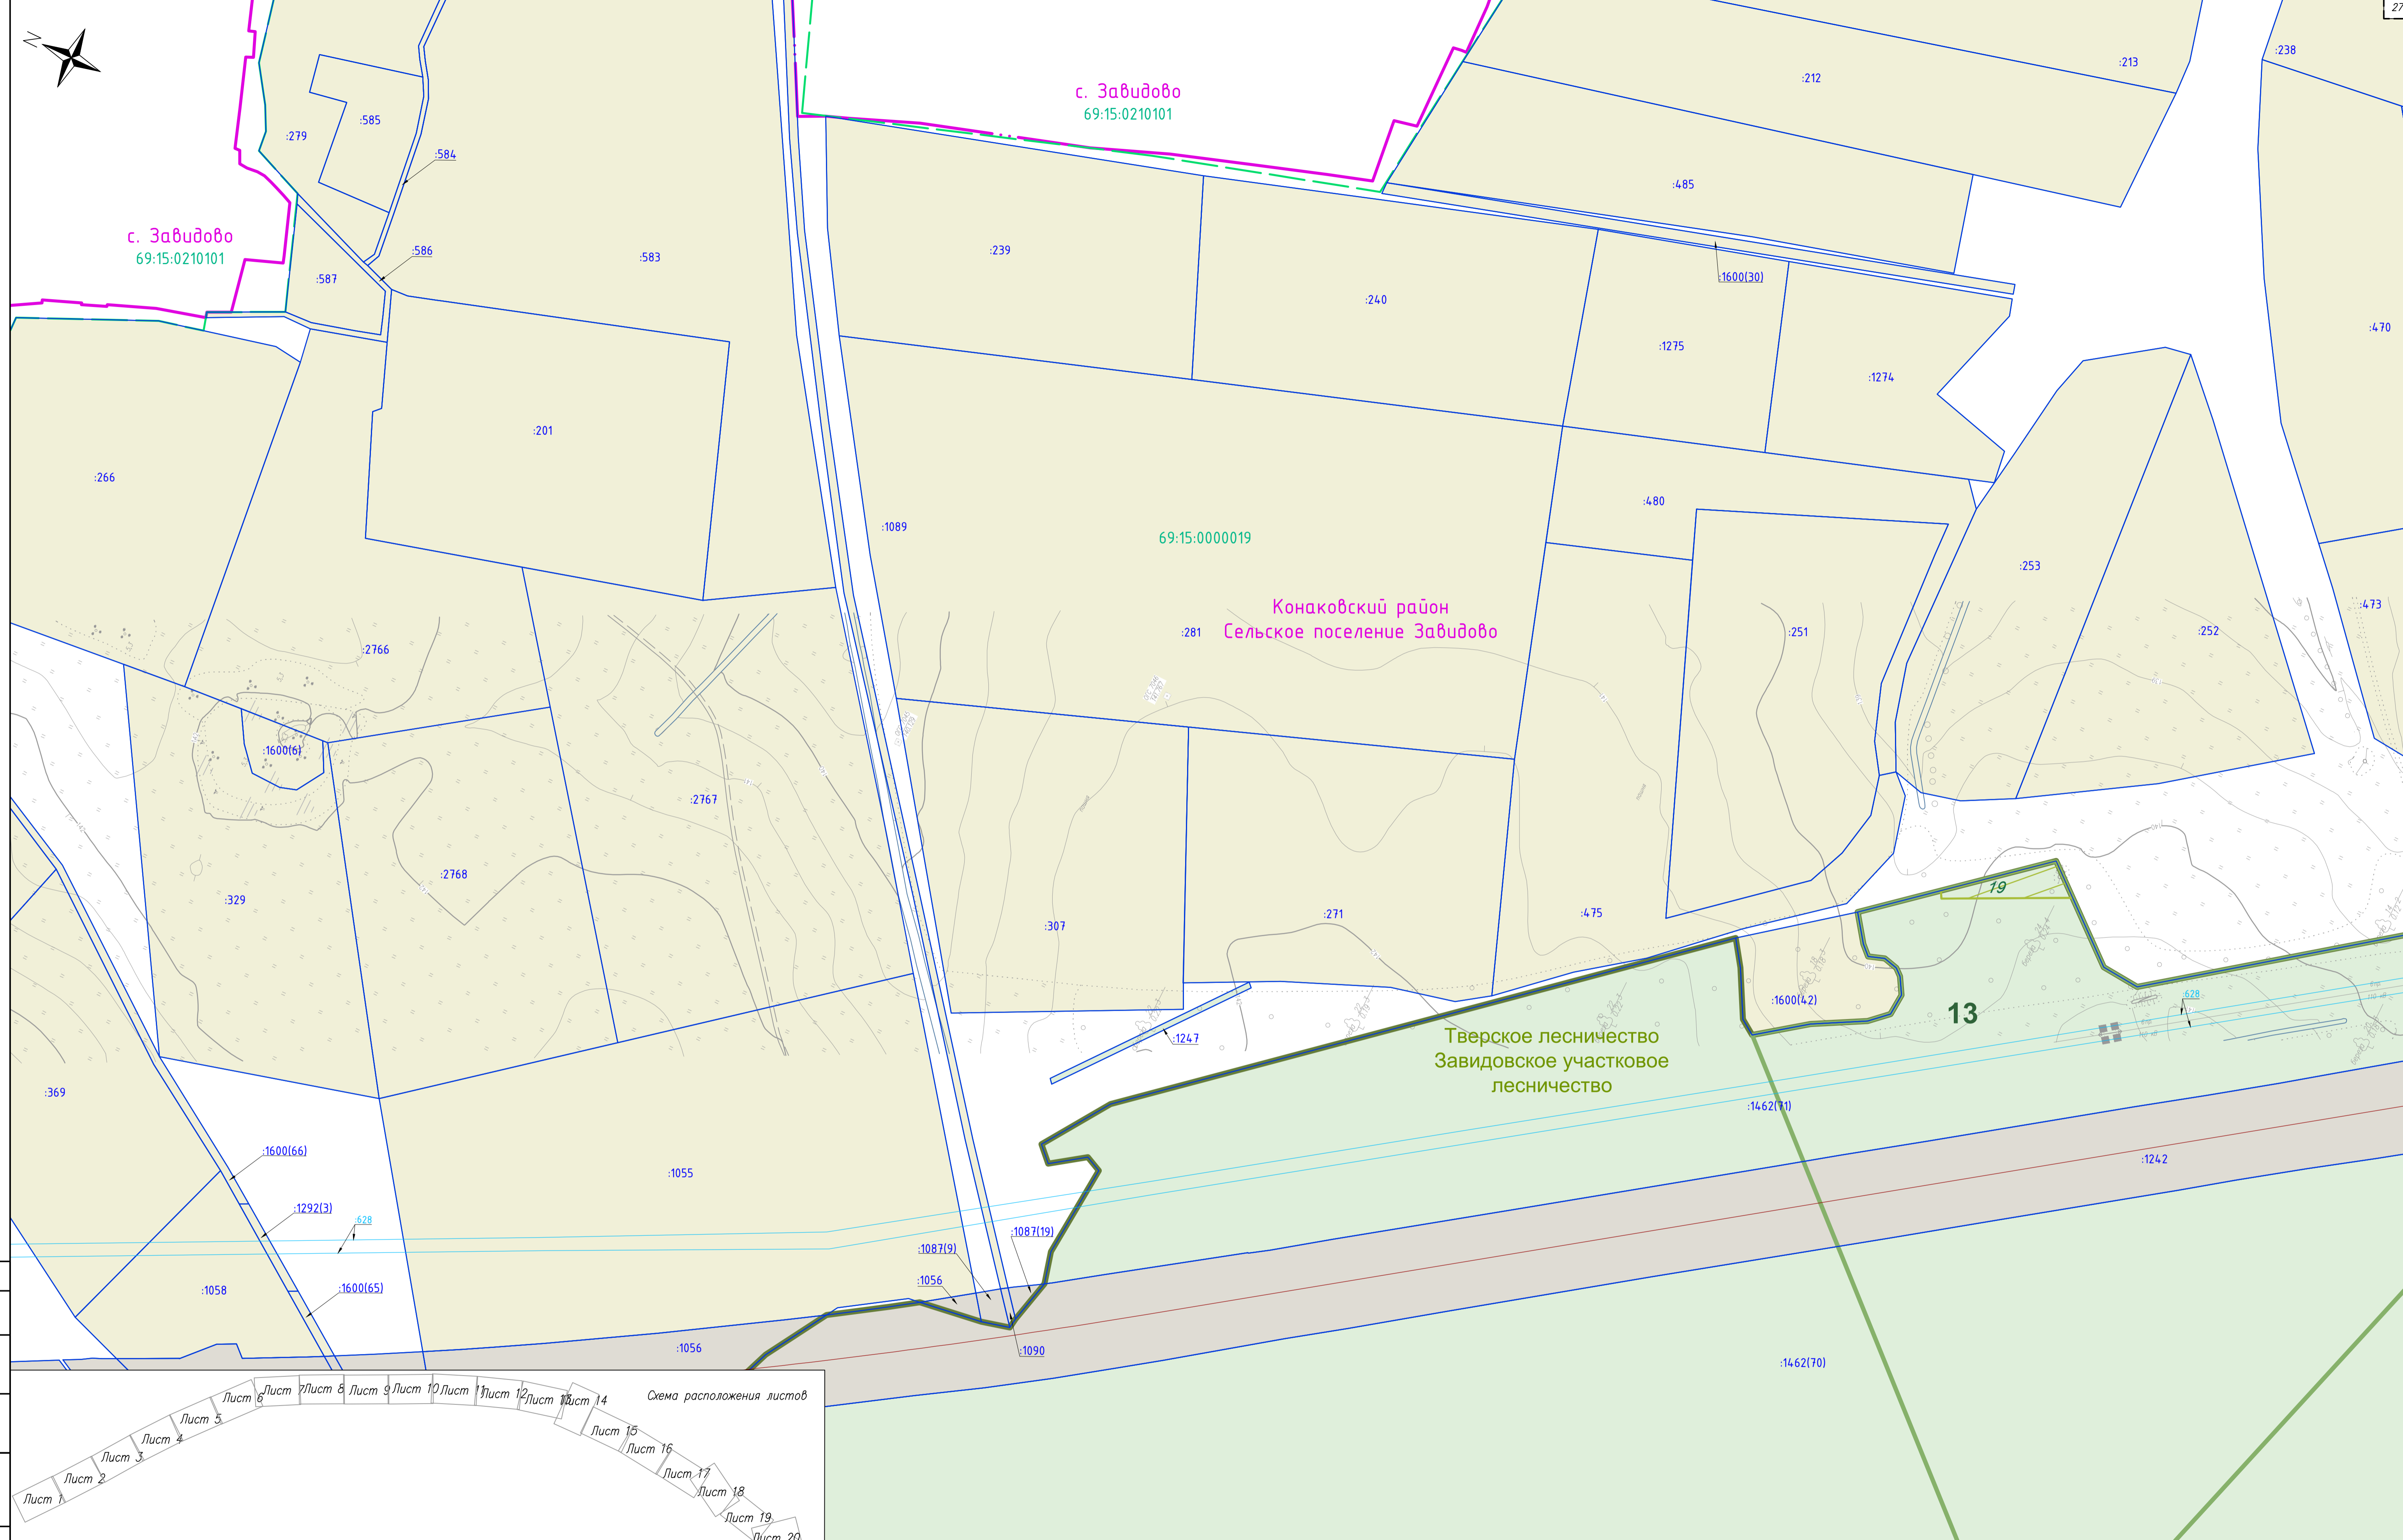 N
27
:238
:213
:212
с. Завидово
69:15:0210101
:585
:279
:584
:485
с. Завидово
69:15:0210101
:586
:583
:587
:239
:240
:1600(30)
:470
:1275
:1274
:201
:266
:480
:1089
69:15:0000019
:253
Конаковский район
Сельское поселение Завидово
:281
:251
:252
:473
:2766
:1600(6)
:2767
:2768
:329
:307
:271
:475
19
:1600(42)
13
:628
:1247
Тверское лесничество
Завидовское участковое
лесничество
:369
:1462(71)
:1600(66)
:1055
:1242
:1292(3)
:628
:1087(19)
:1087(9)
:1056
:1058
:1600(65)
:1056
:1090
:1462(70)
Схема расположения листов
Лист 1
Лист 2
Лист 3
Лист 4
Лист 5
Лист 6
Лист 7
Лист 8
Лист 9
Лист 10
Лист 11
Лист 12
Лист 13
Лист 14
Лист 15
Лист 16
Лист 17
Лист 18
Лист 19
Лист 20